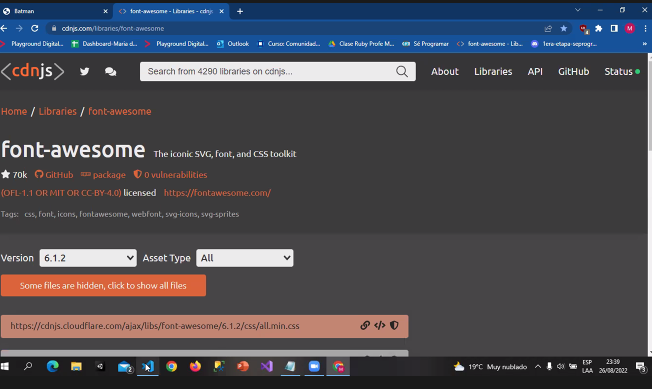 Batman
font-awesome - Libraries - cdnjs
cdnjs.com/libraries/font-awesome
Playground Digital...
Dashboard-Maria d...
Playground Digital...
Outlook
Curso: Comunidad...
Clase Ruby Profe M...
Sé Programar
font-awesome - Lib...
1era-etapa-seprogr...
<cdnjs>
Search from 4290 libraries on cdnjs...
About
Libraries
API
GitHub
Status
Home / Libraries / font-awesome
font-awesome The iconic SVG, font, and CSS toolkit
70k GitHub package 0 vulnerabilities
(OFL-1.1 OR MIT OR CC-BY-4.0) licensed https://fontawesome.com/
Tags: css, font, icons, fontawesome, webfont, svg-icons, svg-sprites
Version 6.1.2 Asset Type All
Some files are hidden, click to show all files
https://cdnjs.cloudflare.com/ajax/libs/font-awesome/6.1.2/css/all.min.css
19°C Muy nublado
ESP
LAA
23:39
26/08/2022